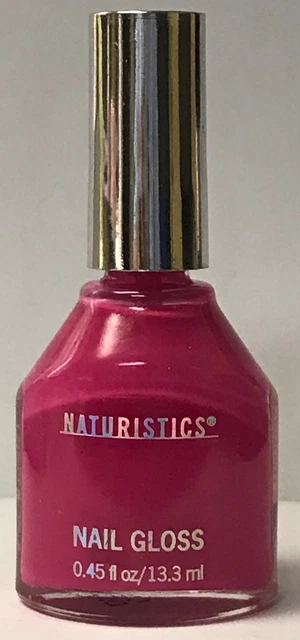 NATURISTICS®
NAIL GLOSS
0.45 fl oz/13.3 ml